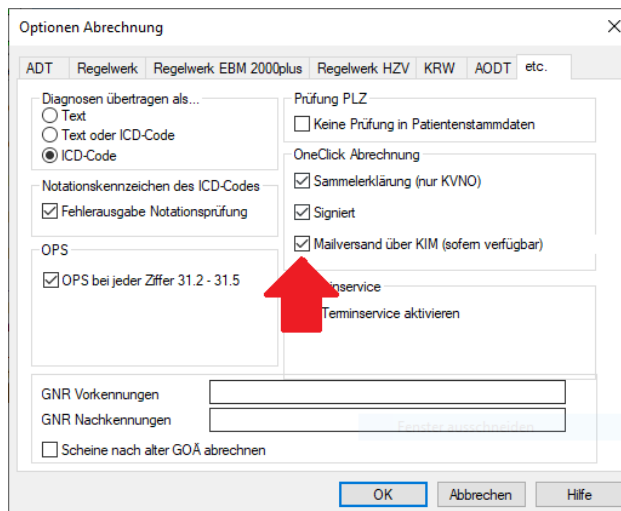 Optionen Abrechnung
ADT Regelwerk Regelwerk EBM 2000plus Regelwerk HZV KRW AODT etc.
Diagnosen übertragen als...
Text
Text oder ICD-Code
ICD-Code
Notationskennzeichen des ICD-Codes
Fehlerausgabe Notationsprüfung
OPS
OPS bei jeder Ziffer 31.2 - 31.5
Prüfung PLZ
Keine Prüfung in Patientenstammdaten
OneClick Abrechnung
Sammelerklärung (nur KVNO)
Signiert
Mailversand über KIM (sofern verfügbar)
inservice
Terminservice aktivieren
GNR Vorkennungen
GNR Nachkennungen
Fenster ausschneiden
Scheine nach alter GOÄ abrechnen
OK Abbrechen Hilfe